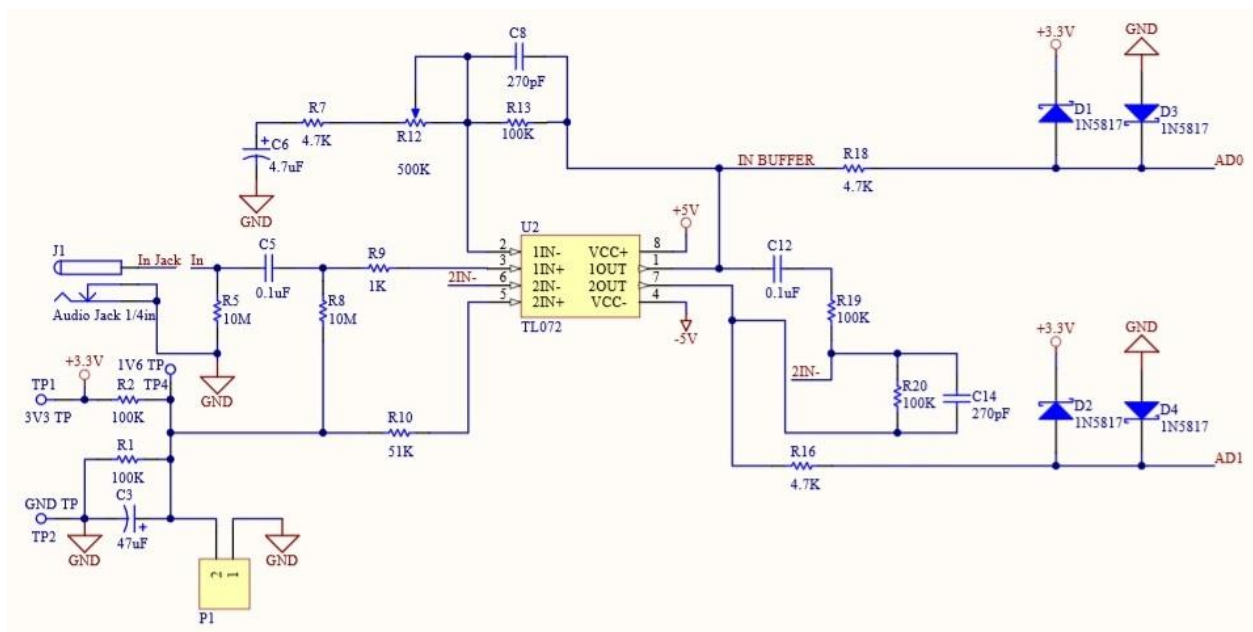 C8
270pF
R13
100K
R7
4.7K
R12
500K
C6
4.7uF
GND
+3.3V
GND
D1
1N5817
D3
1N5817
IN BUFFER
R18
4.7K
AD0
J1
In Jack
In
Audio Jack 1/4in
C5
0.1uF
R9
1K
R5
10M
R8
10M
GND
U2
2
1IN-
VCC+
8
+5V
3
1IN+
1OUT
1
2IN-
6
2IN-
2OUT
7
5
2IN+
VCC-
4
-5V
TL072
C12
0.1uF
R19
100K
2IN-
R20
100K
C14
270pF
+3.3V
GND
D2
1N5817
D4
1N5817
R16
4.7K
AD1
+3.3V
1V6 TP
TP4
TP1
3V3 TP
R2
100K
R10
51K
R1
100K
GND TP
TP2
C3
+
47uF
GND
GND
2
1
P1